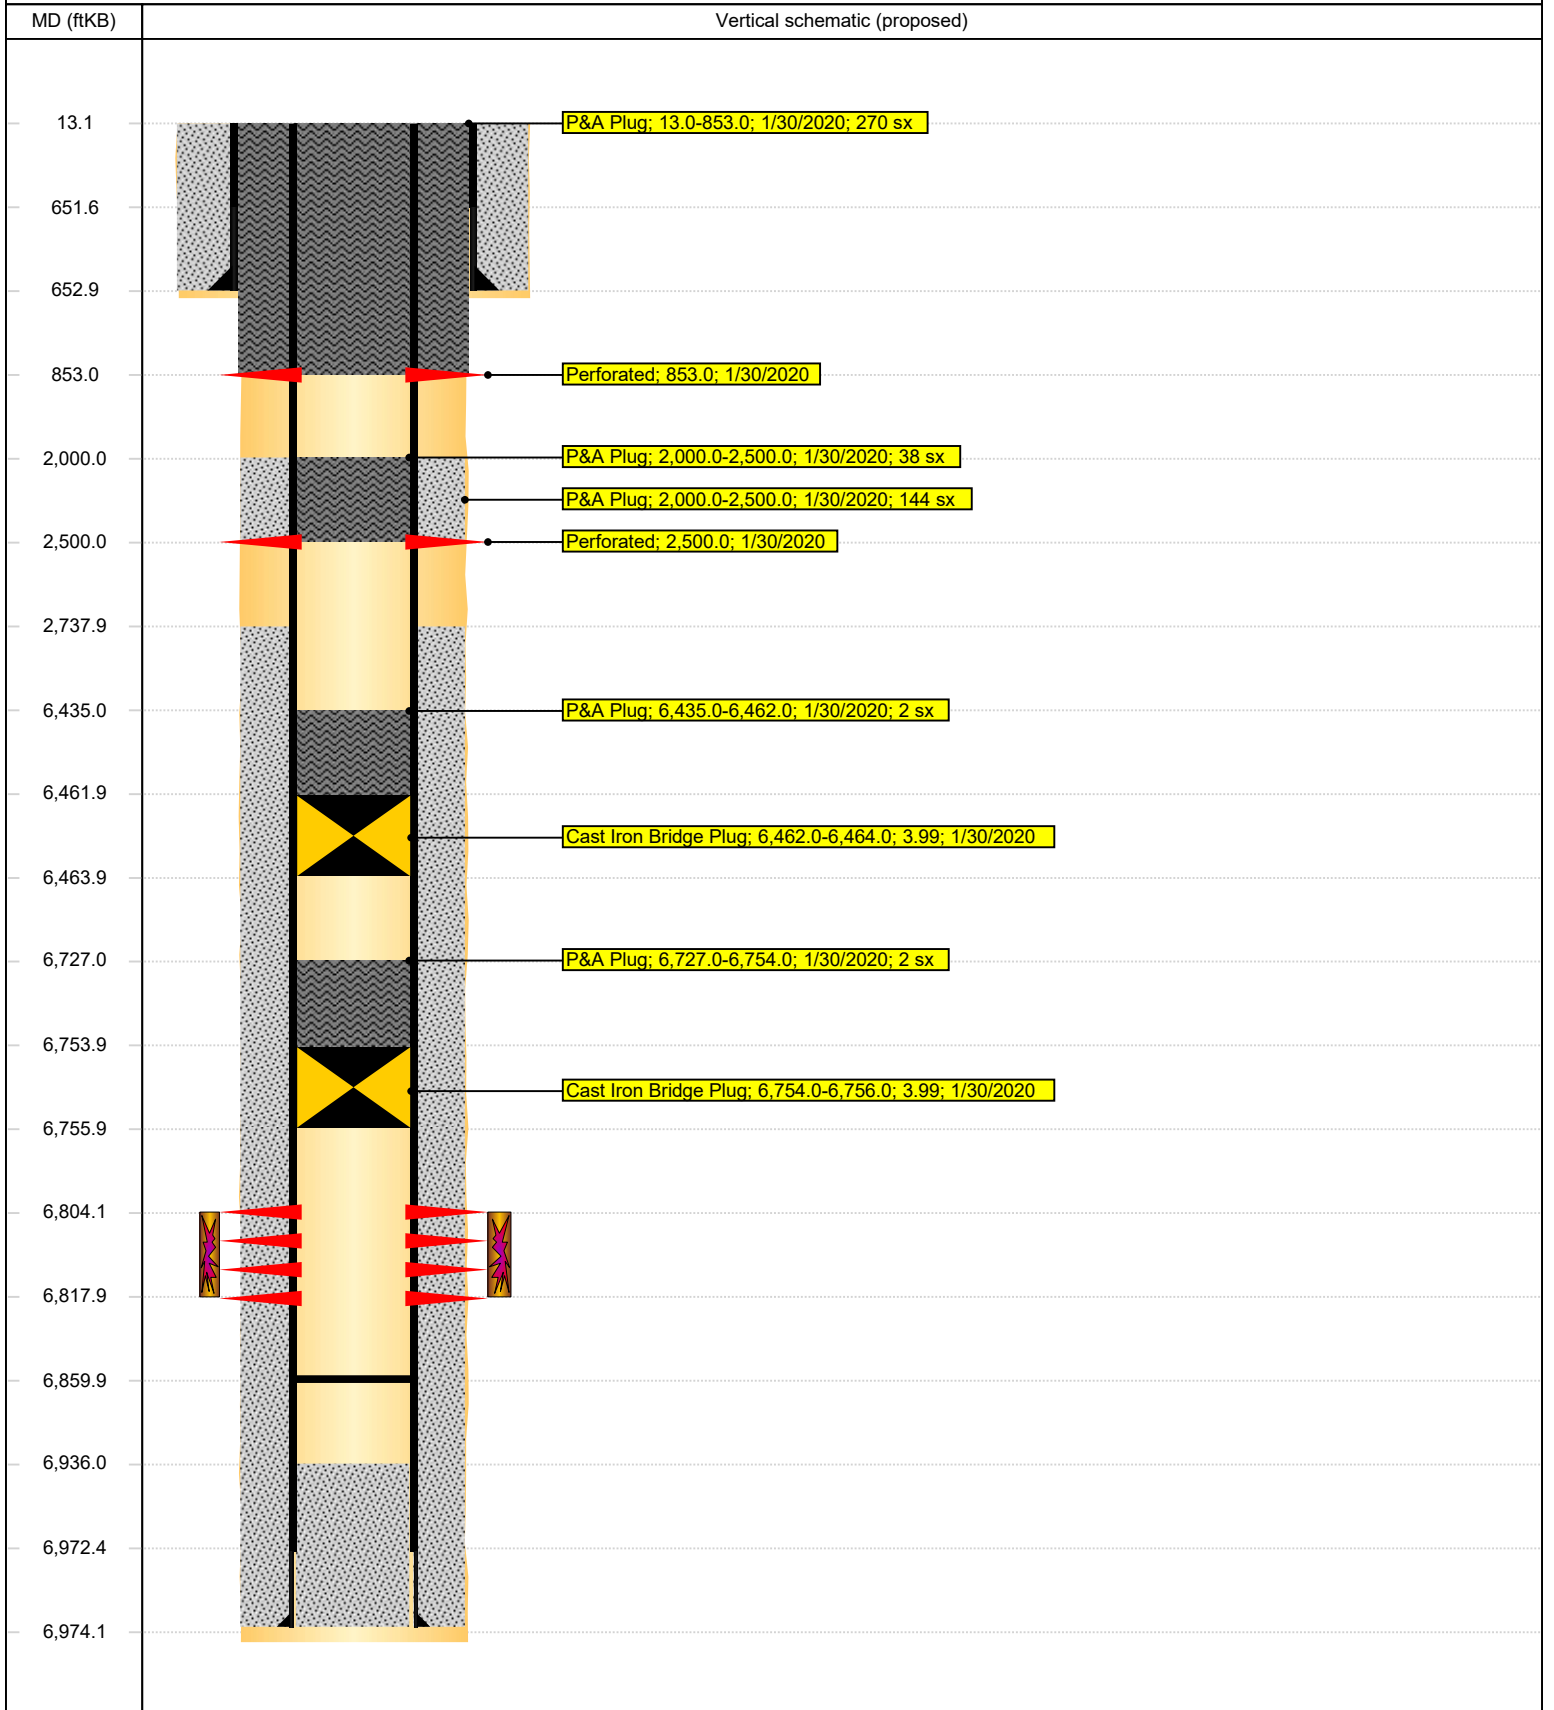 MD (ftKB)
Vertical schematic (proposed)
13.1
P&A Plug; 13.0-853.0; 1/30/2020; 270 sx
651.6
652.9
853.0
Perforated; 853.0; 1/30/2020
2,000.0
P&A Plug; 2,000.0-2,500.0; 1/30/2020; 38 sx
P&A Plug; 2,000.0-2,500.0; 1/30/2020; 144 sx
2,500.0
Perforated; 2,500.0; 1/30/2020
2,737.9
6,435.0
P&A Plug; 6,435.0-6,462.0; 1/30/2020; 2 sx
6,461.9
Cast Iron Bridge Plug; 6,462.0-6,464.0; 3.99; 1/30/2020
6,463.9
6,727.0
P&A Plug; 6,727.0-6,754.0; 1/30/2020; 2 sx
6,753.9
Cast Iron Bridge Plug; 6,754.0-6,756.0; 3.99; 1/30/2020
6,755.9
6,804.1
6,817.9
6,859.9
6,936.0
6,972.4
6,974.1